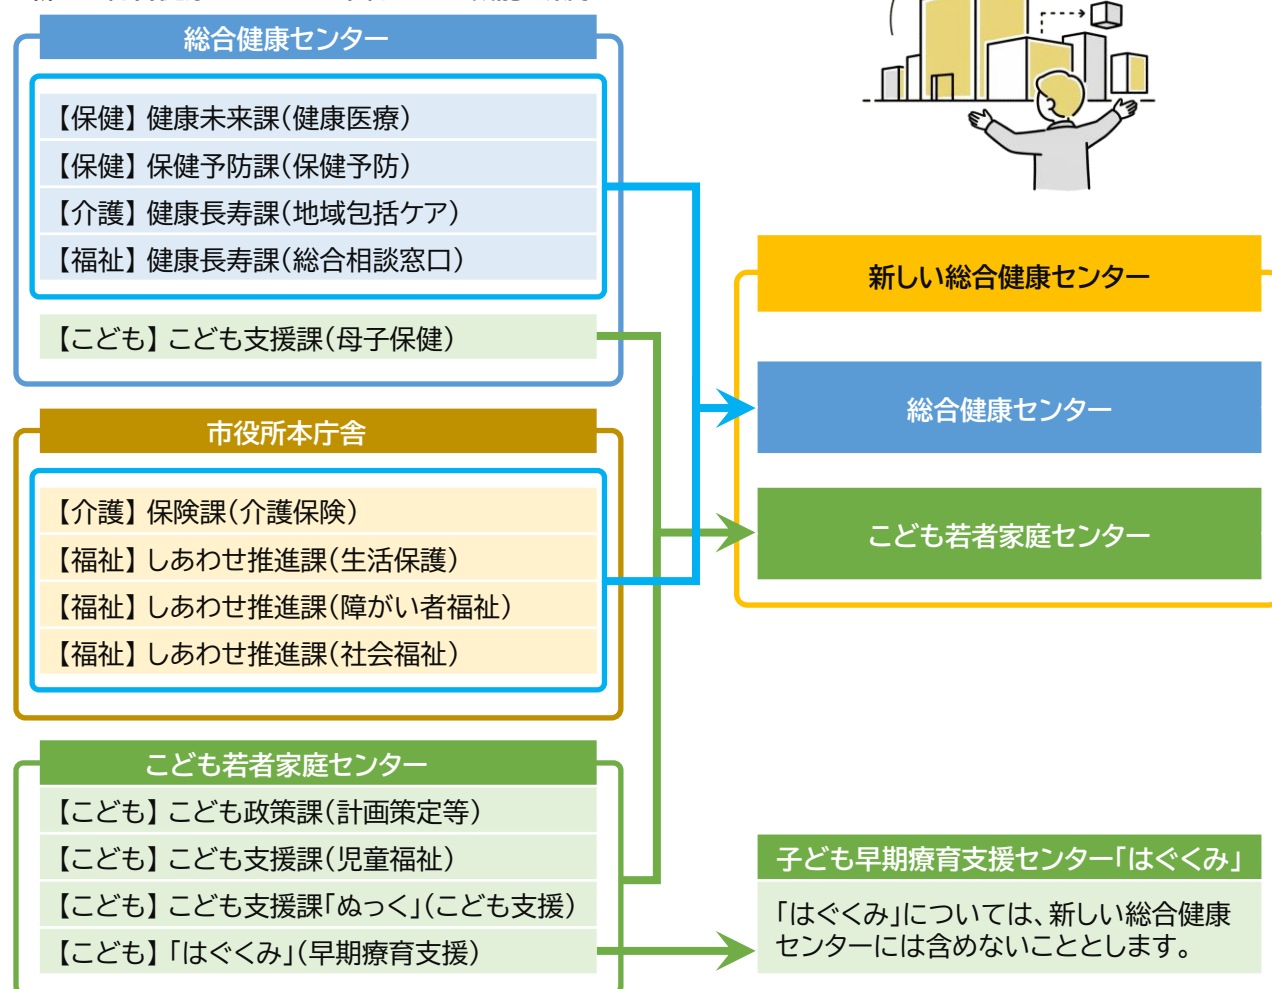 総合健康センター
【保健】健康未来課(健康医療)
【保健】保健予防課(保健予防)
【介護】健康長寿課(地域包括ケア)
【福祉】健康長寿課(総合相談窓口)
【こども】こども支援課(母子保健)
市役所本庁舎
【介護】保険課(介護保険)
【福祉】しあわせ推進課(生活保護)
【福祉】しあわせ推進課(障がい者福祉)
【福祉】しあわせ推進課(社会福祉)
こども若者家庭センター
【こども】こども政策課(計画策定等)
【こども】こども支援課(児童福祉)
【こども】こども支援課「ぬっく」(こども支援)
【こども】「はぐくみ」(早期療育支援)
新しい総合健康センター
総合健康センター
こども若者家庭センター
子ども早期療育支援センター「はぐくみ」
「はぐくみ」については、新しい総合健康
センターには含めないこととします。